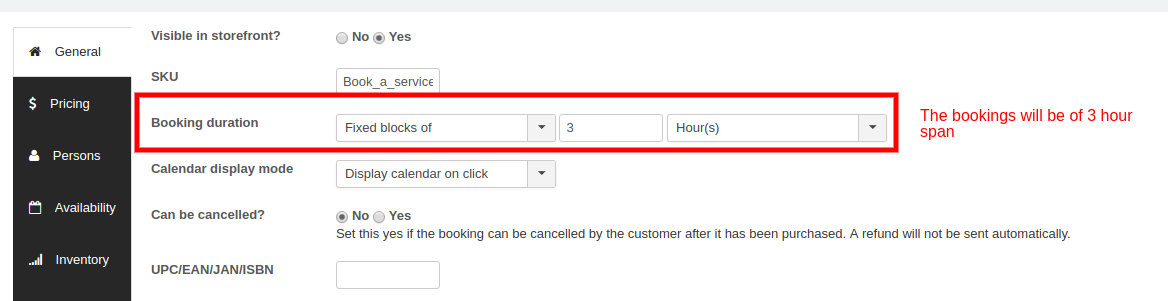 General
Pricing
Persons
Availability
Inventory
Visible in storefront? No Yes
SKU Book_a_service
Booking duration Fixed blocks of 3 Hour(s)
The bookings will be of 3 hour
span
Calendar display mode Display calendar on click
Can be cancelled? No Yes
Set this yes if the booking can be cancelled by the customer after it has been purchased. A refund will not be sent automatically.
UPC/EAN/JAN/ISBN